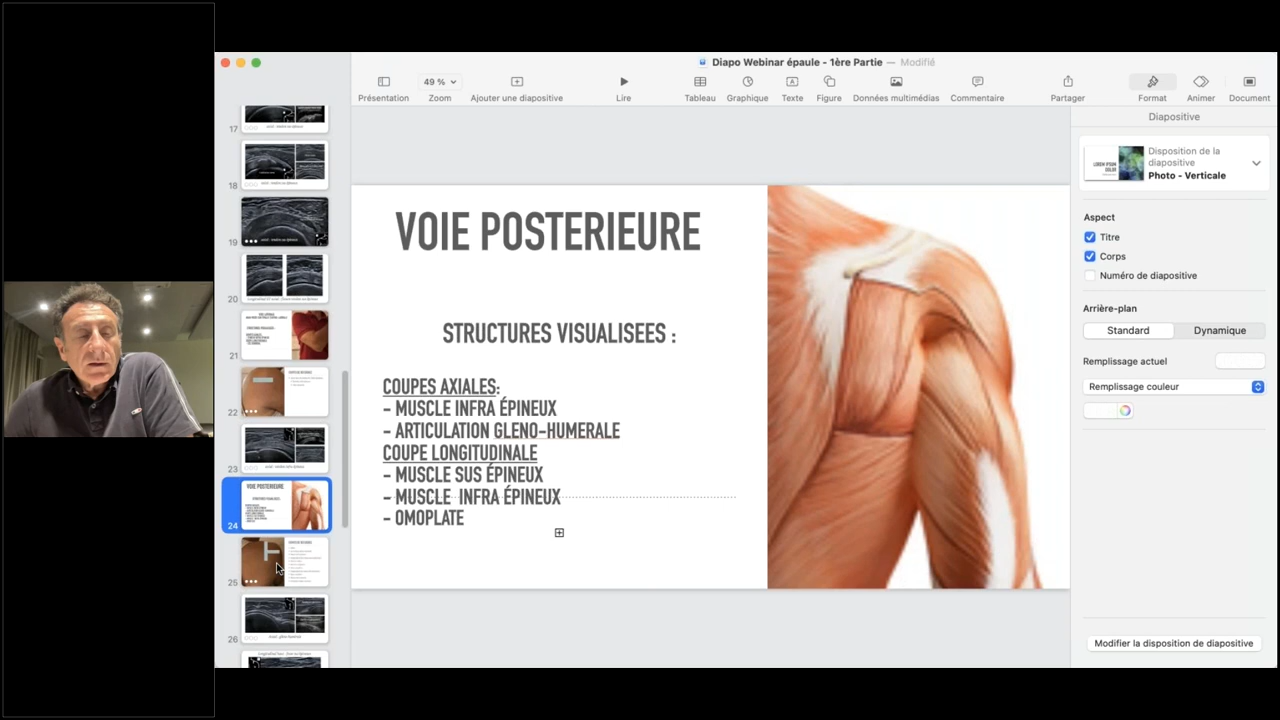 Diapo Webinar épaule - 1ère Partie — Modifié
49 %
Présentation
Zoom
Ajouter une diapositive
Lire
Tableau
Graphique
Texte
Figure
Données multimédias
Commentaire
Partager
Format
Animer
Document
17
18
19
20
21
22
23
24
25
26
VOIE POSTERIEURE
STRUCTURES VISUALISEES :
COUPES AXIALES:
- MUSCLE INFRA ÉPINEUX
- ARTICULATION GLENO-HUMERALE
COUPE LONGITUDINALE
- MUSCLE SUS ÉPINEUX
- MUSCLE INFRA ÉPINEUX
- OMOPLATE
Diapositive
Disposition de la
diapositive
Photo - Verticale
Aspect
Titre
Corps
Numéro de diapositive
Arrière-plan
Standard
Dynamique
Remplissage actuel
Remplissage couleur
Modifier la disposition de diapositive